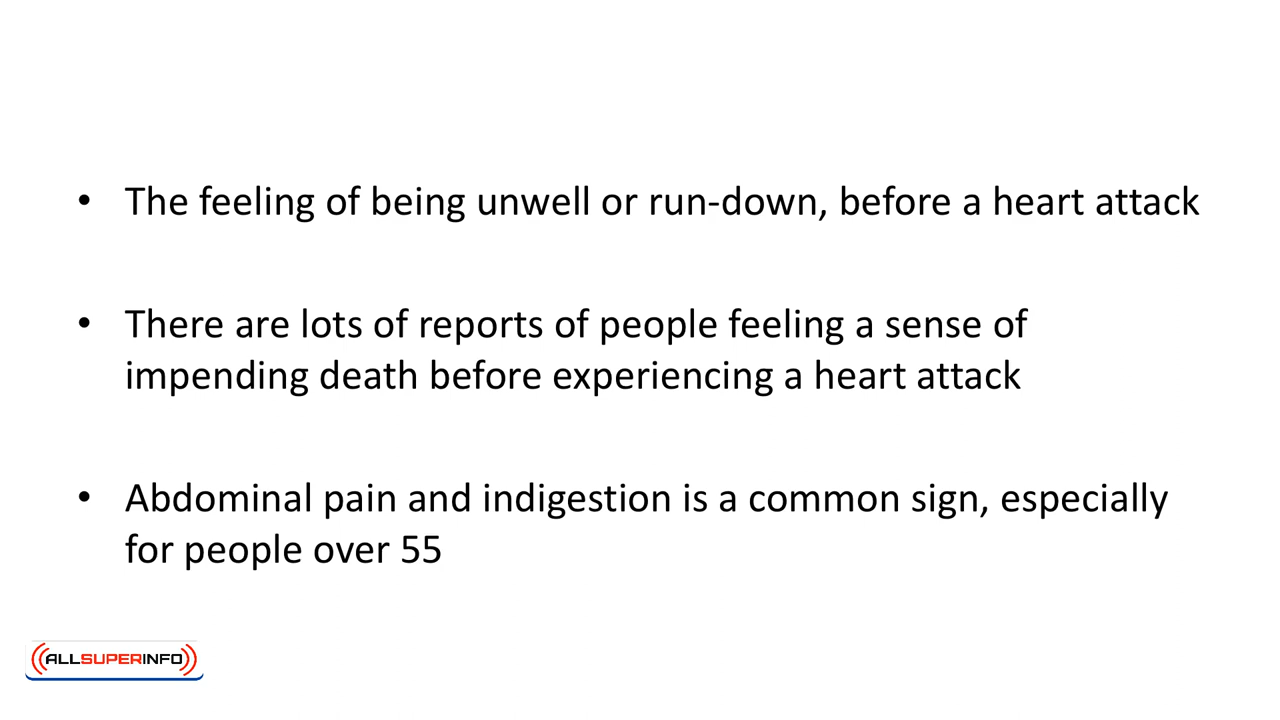 • The feeling of being unwell or run-down, before a heart attack
• There are lots of reports of people feeling a sense of
impending death before experiencing a heart attack
• Abdominal pain and indigestion is a common sign, especially
for people over 55
ALLSUPERINFO